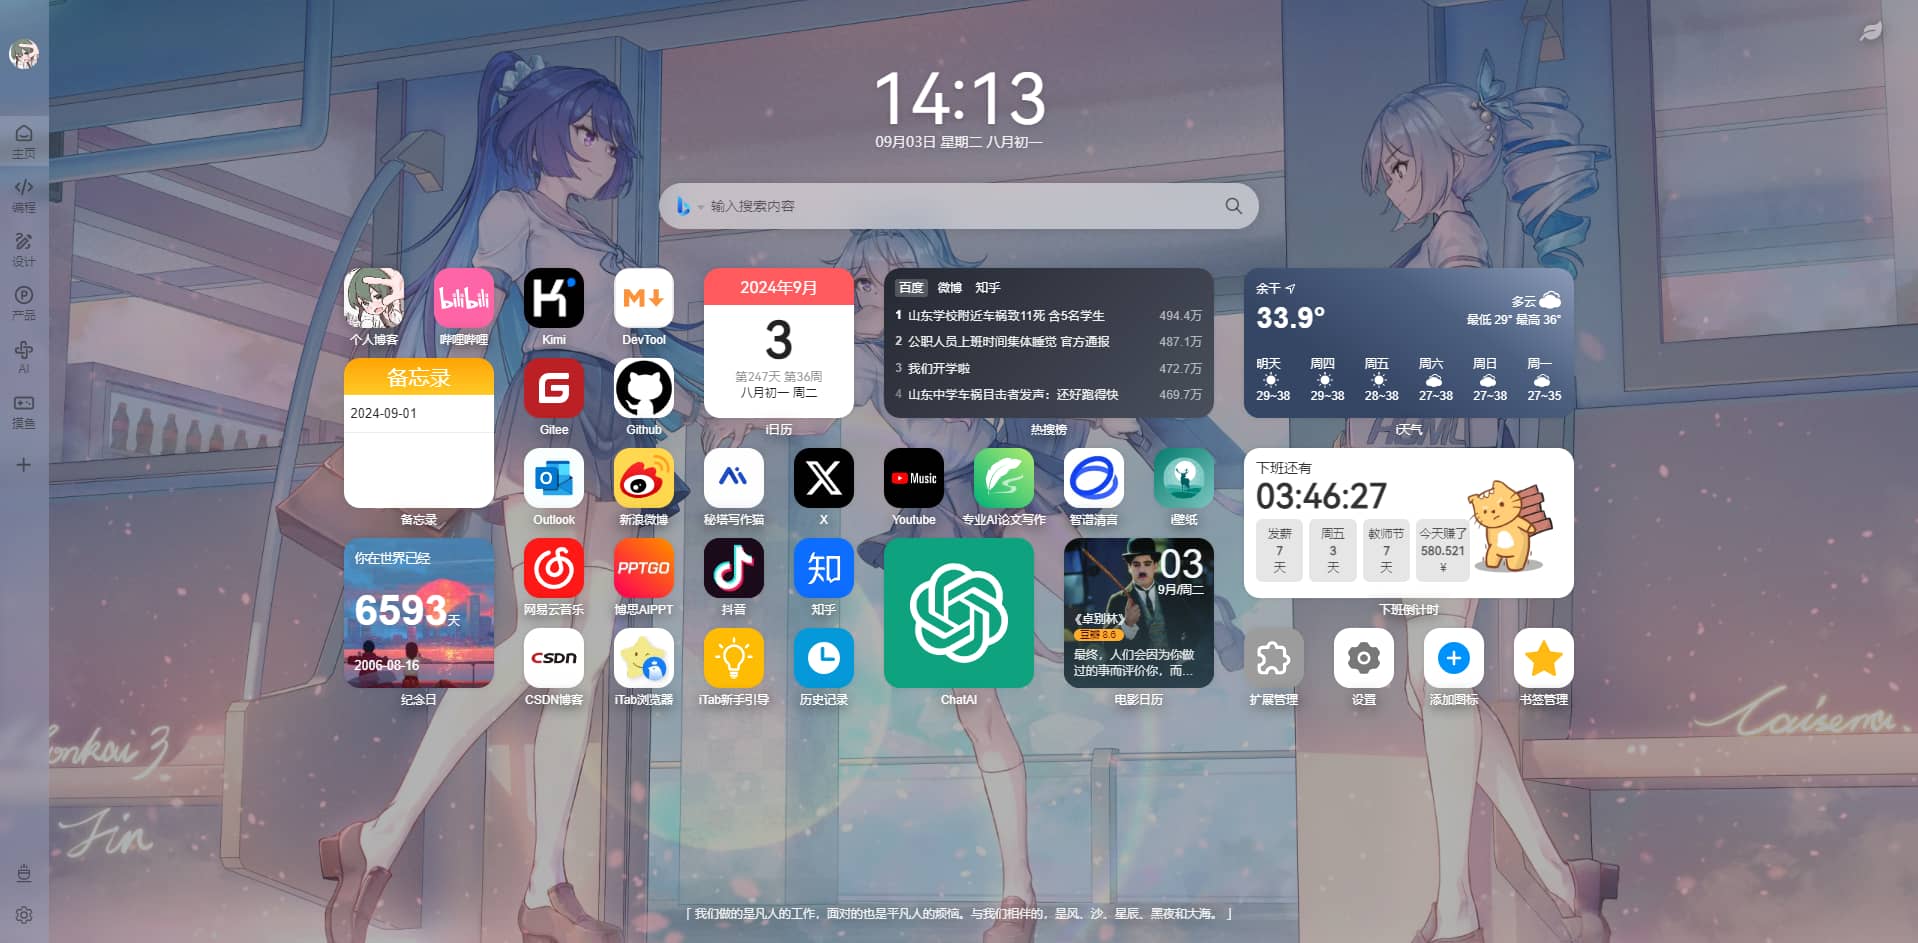 14:13
09月03日 星期二 八月初一
主页
编程
设计
产品
AI
摸鱼
输入搜索内容
个人博客
bilibili
哔哩哔哩
Kimi
M
DevTool
备忘录
2024-09-01
备忘录
G
Gitee
Github
2024年9月
3
第247天 第36周
八月初一 周二
i日历
百度 微博 知乎
1 山东学校附近车祸致11死 含5名学生 494.4万
2 公职人员上班时间集体睡觉 官方通报 487.1万
3 我们开学啦 472.7万
4 山东中学车祸目击者发声：还好跑得快 469.7万
热搜榜
余干
33.9°
多云
最低 29° 最高 36°
明天 周四 周五 周六 周日 周一
29~38 29~38 28~38 27~38 27~38 27~35
i天气
Outlook
新浪微博
秘塔写作猫
X
Music
Youtube
专业AI论文写作
智谱清言
i壁纸
下班还有
03:46:27
发薪 周五 教师节 今天赚了
7 3 7 580.521
天 天 天 ¥
下班倒计时
你在世界已经
6593天
2006-08-16
纪念日
网易云音乐
PPTGO
博思AIPPT
抖音
知
知乎
CSDN
CSDN博客
iTab浏览器
iTab新手引导
历史记录
ChatAI
03
9月/周二
《卓别林》
豆瓣 8.6
最终，人们会因为你做
过的事而评价你，而...
电影日历
扩展管理
设置
添加图标
书签管理
Honkai 3
Jin
Caisema.
「 我们做的是凡人的工作，面对的也是平凡人的烦恼。与我们相伴的，是风、沙、星辰、黑夜和大海。 」